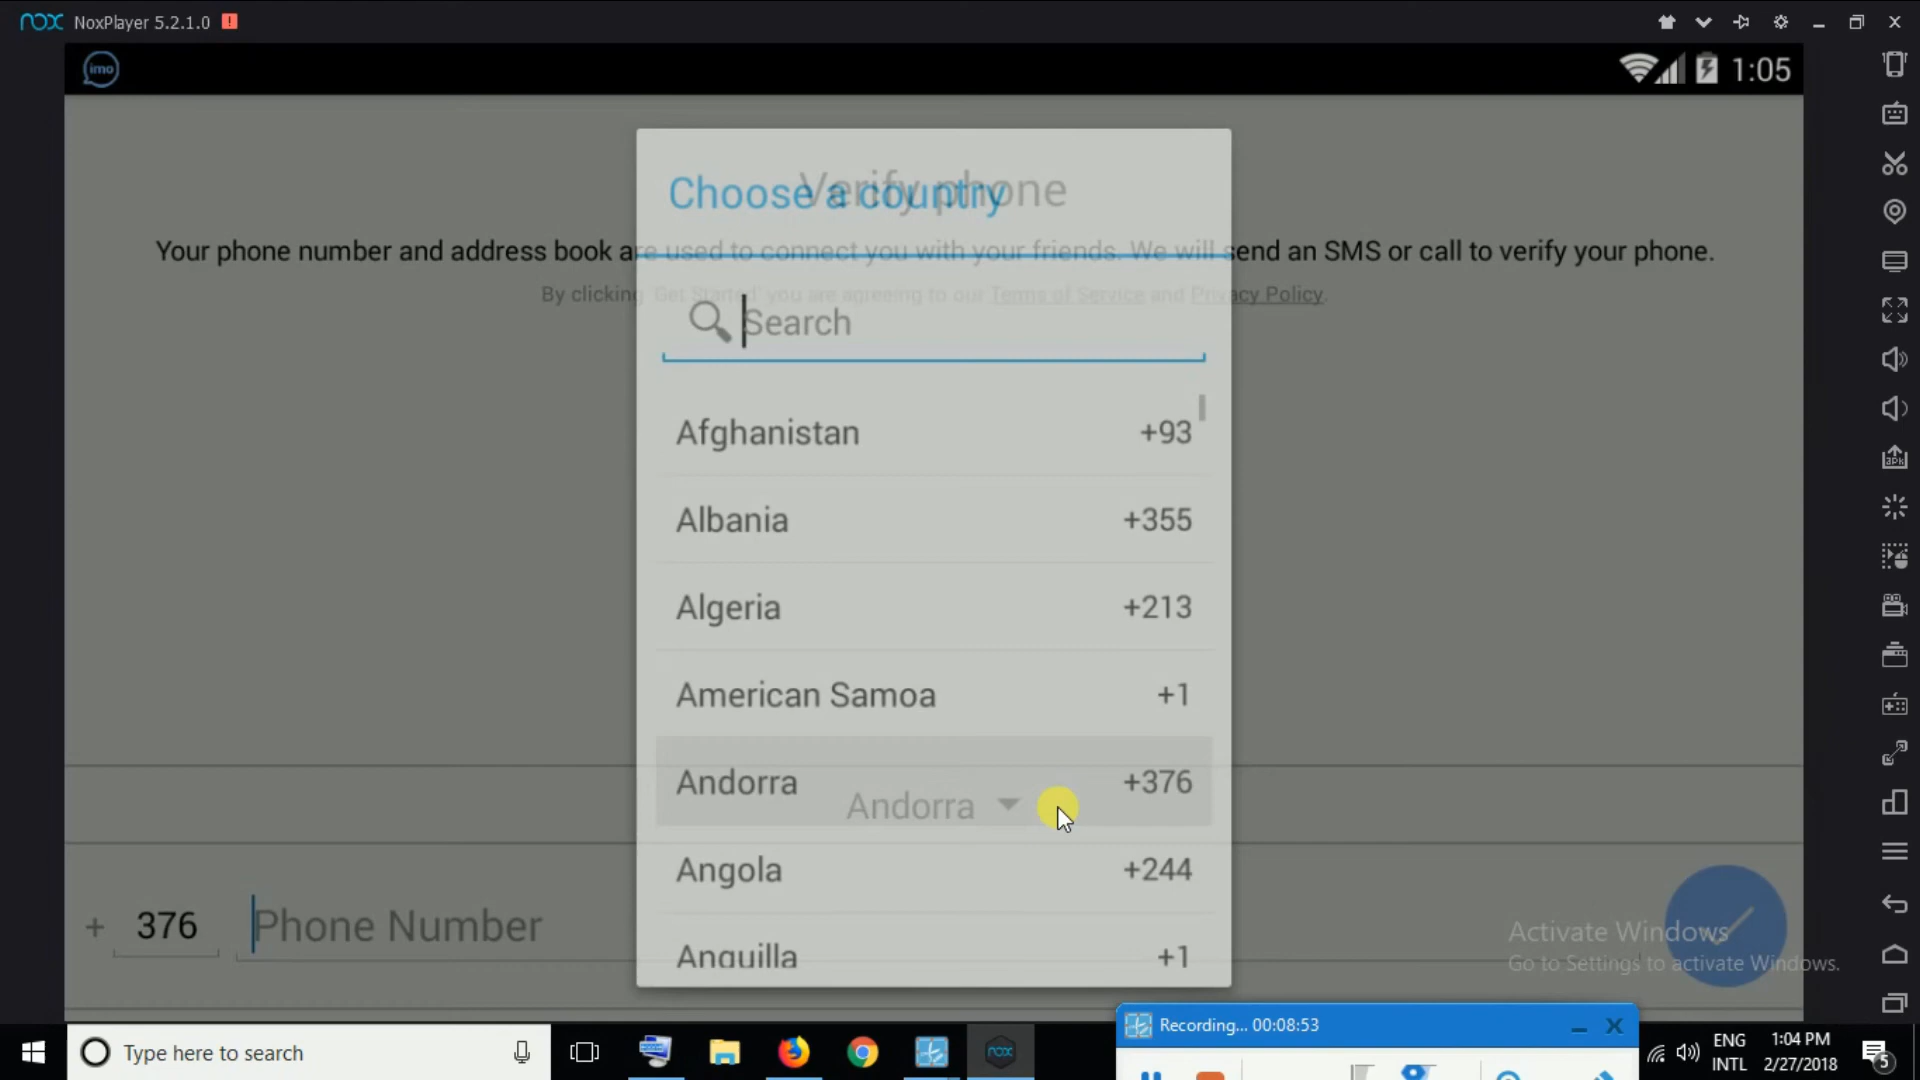 nox NoxPlayer 5.2.1.0
imo
1:05
Verify phone
Choose a country
Your phone number and address book are used to connect you with your friends. We will send an SMS or call to verify your phone.
By clicking 'Get Started' you are agreeing to our Terms of Service and Privacy Policy.
Search
Afghanistan +93
Albania +355
Algeria +213
American Samoa +1
Andorra +376
Andorra
Angola +244
Anguilla +1
+ 376 Phone Number
Activate Windows
Go to Settings to activate Windows.
Recording... 00:08:53
Type here to search
nox
ENG
INTL
1:04 PM
2/27/2018
5